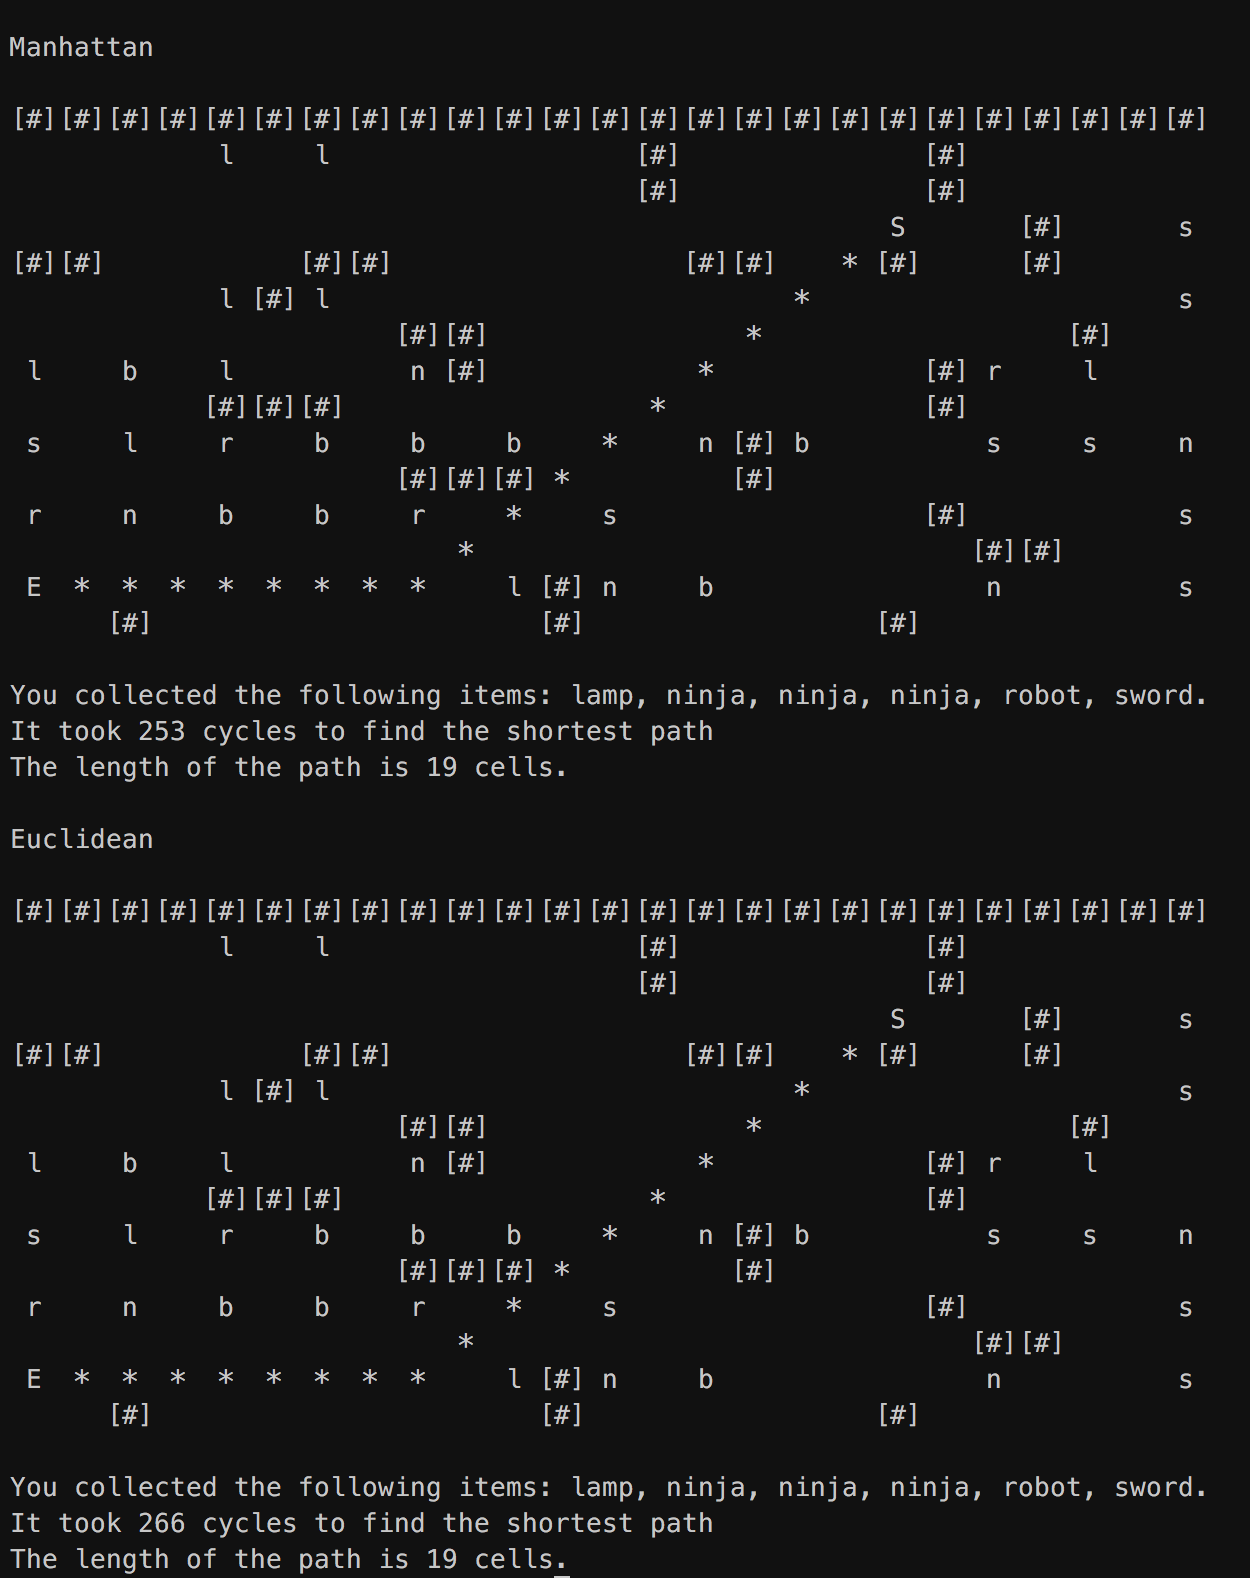 Manhattan
[#][#][#][#][#][#][#][#][#][#][#][#][#][#][#][#][#][#][#][#][#][#][#][#][#]
             l     l                   [#]               [#]
                                       [#]               [#]
                                                       S       [#]       s
[#][#]            [#][#]                  [#][#]    * [#]      [#]
             l [#] l                             *                       s
                        [#][#]                *                   [#]
 l     b     l           n [#]             *             [#] r     l
            [#][#][#]                   *                [#]
 s     l     r     b     b     b     *     n [#] b           s     s     n
                        [#][#][#] *          [#]
 r     n     b     b     r     *     s                   [#]             s
                            *                               [#][#]
 E  *  *  *  *  *  *  *  *     l [#] n     b                 n           s
      [#]                        [#]                  [#]
You collected the following items: lamp, ninja, ninja, ninja, robot, sword.
It took 253 cycles to find the shortest path
The length of the path is 19 cells.
Euclidean
[#][#][#][#][#][#][#][#][#][#][#][#][#][#][#][#][#][#][#][#][#][#][#][#][#]
             l     l                   [#]               [#]
                                       [#]               [#]
                                                       S       [#]       s
[#][#]            [#][#]                  [#][#]    * [#]      [#]
             l [#] l                             *                       s
                        [#][#]                *                   [#]
 l     b     l           n [#]             *             [#] r     l
            [#][#][#]                   *                [#]
 s     l     r     b     b     b     *     n [#] b           s     s     n
                        [#][#][#] *          [#]
 r     n     b     b     r     *     s                   [#]             s
                            *                               [#][#]
 E  *  *  *  *  *  *  *  *     l [#] n     b                 n           s
      [#]                        [#]                  [#]
You collected the following items: lamp, ninja, ninja, ninja, robot, sword.
It took 266 cycles to find the shortest path
The length of the path is 19 cells.